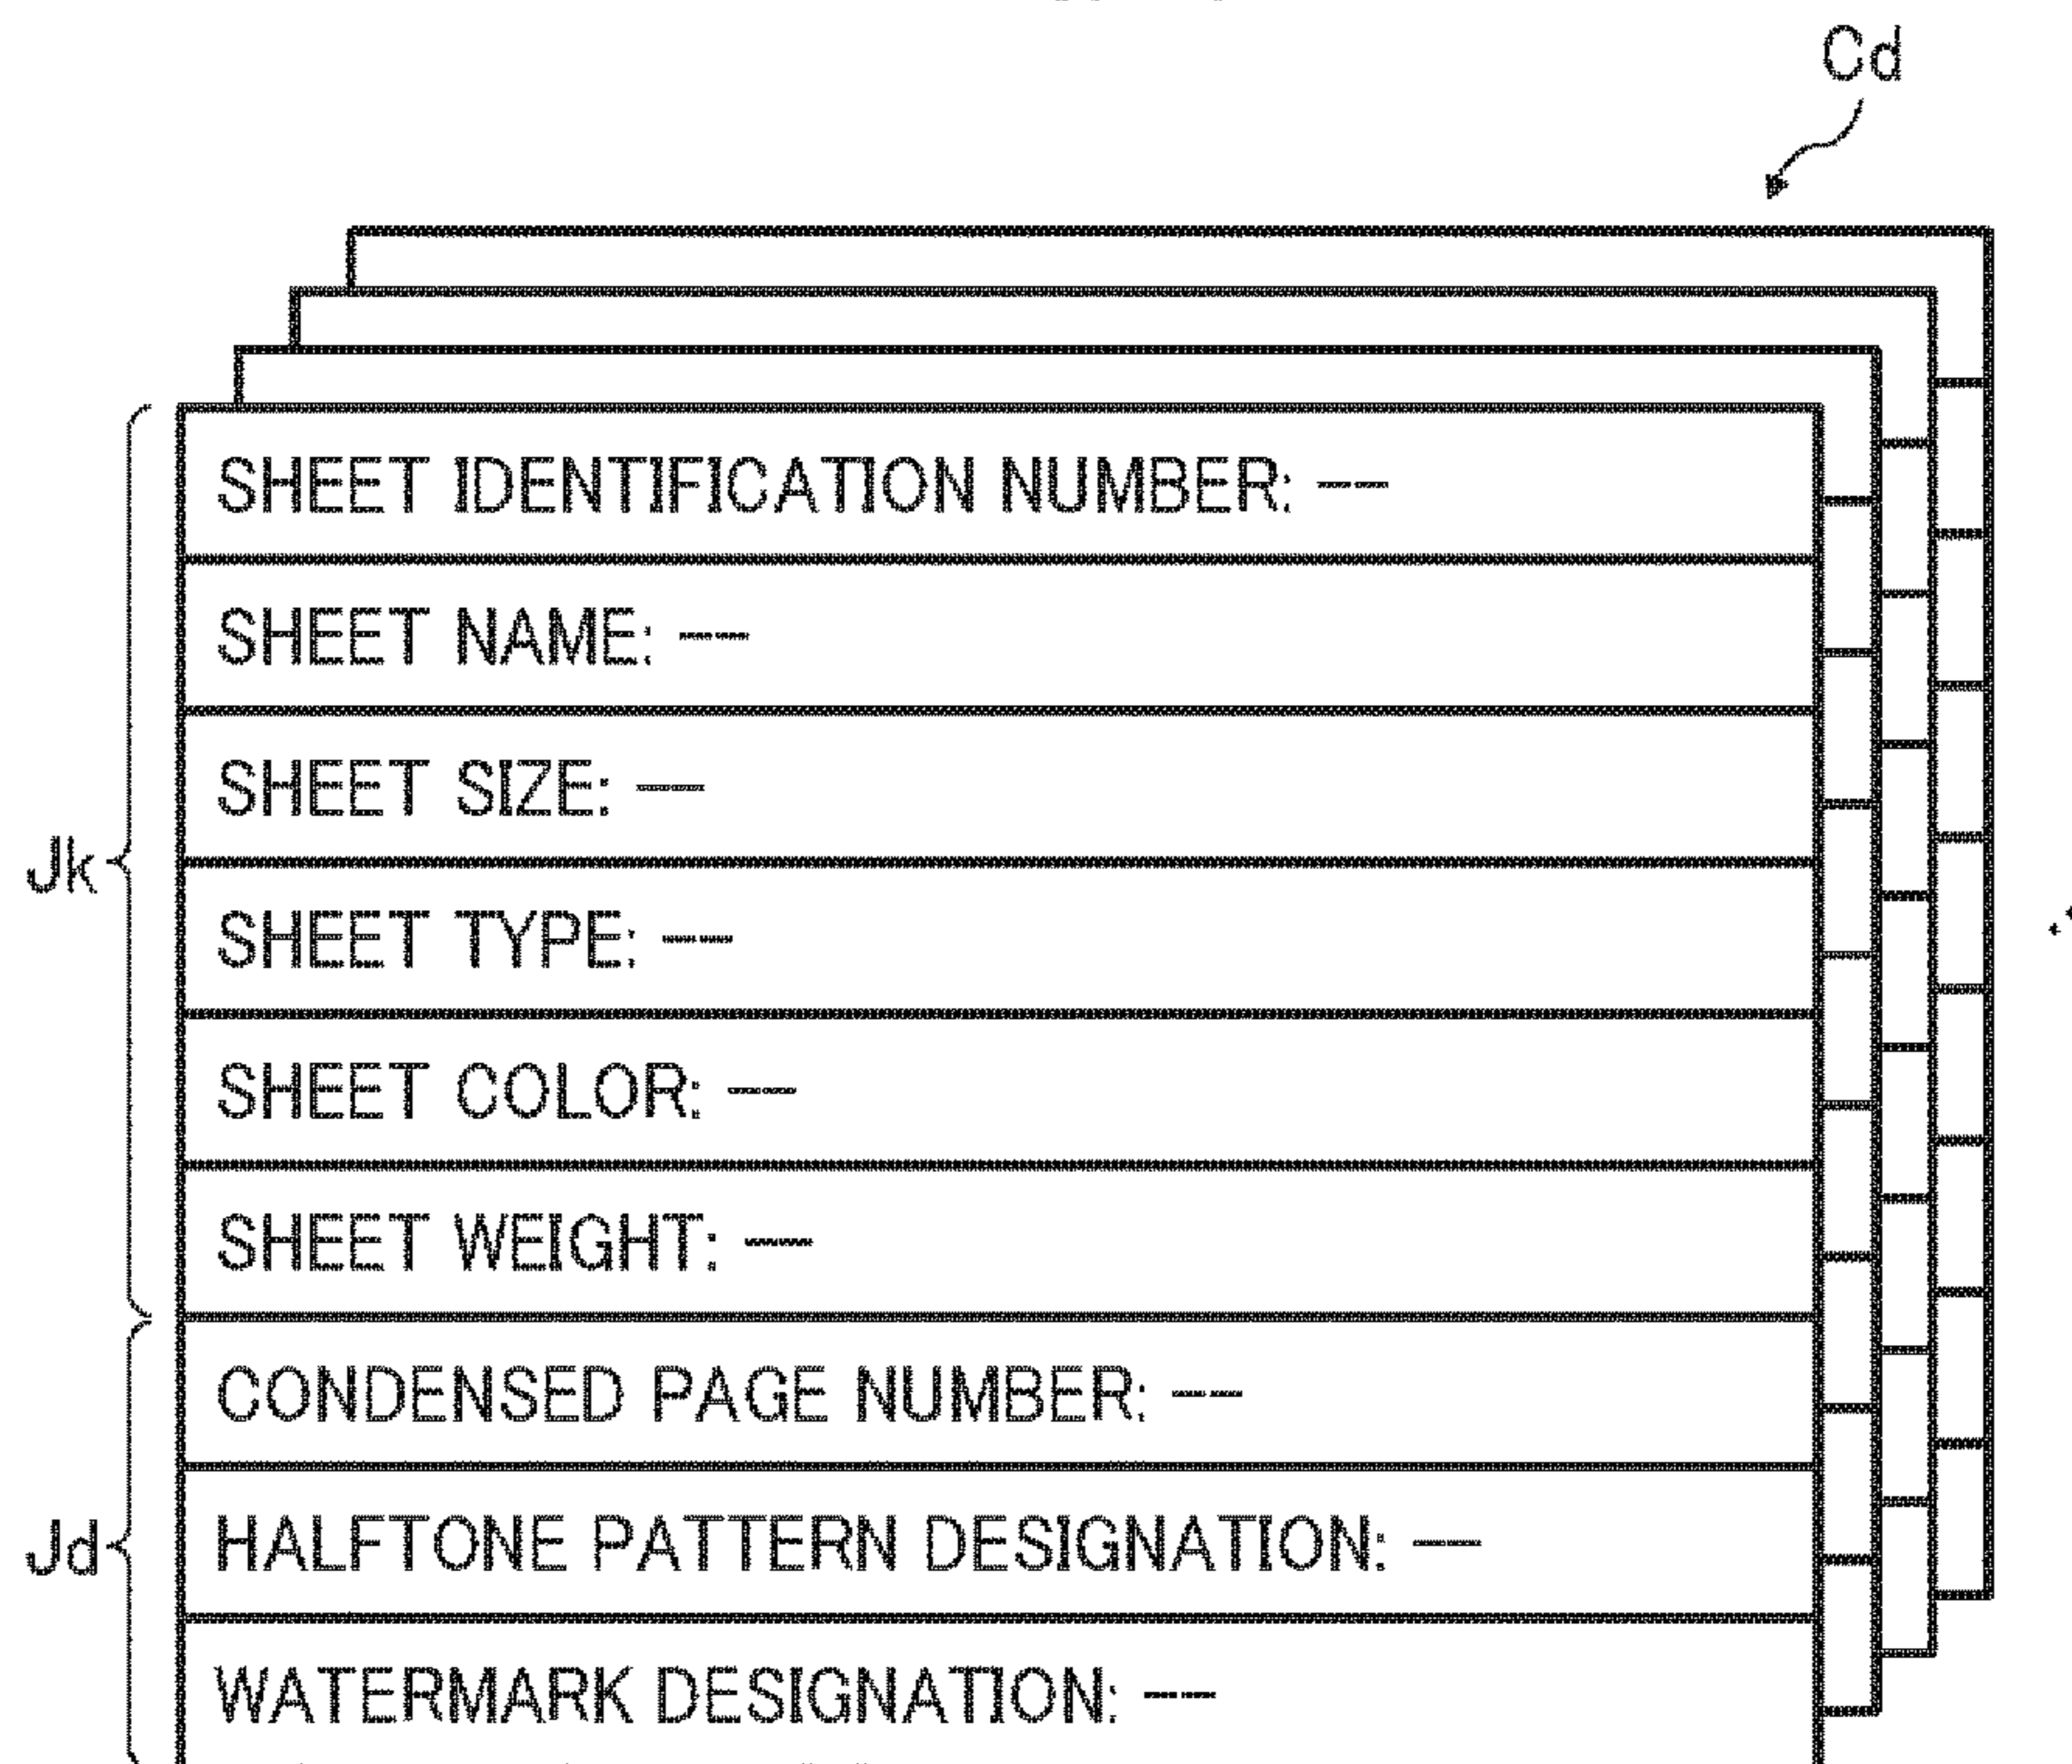 Cd
SHEET IDENTIFICATION NUMBER: --
SHEET NAME: --
SHEET SIZE: --
Jk
SHEET TYPE: --
SHEET COLOR: --
SHEET WEIGHT: --
CONDENSED PAGE NUMBER: --
Jd
HALFTONE PATTERN DESIGNATION: --
WATERMARK DESIGNATION: --